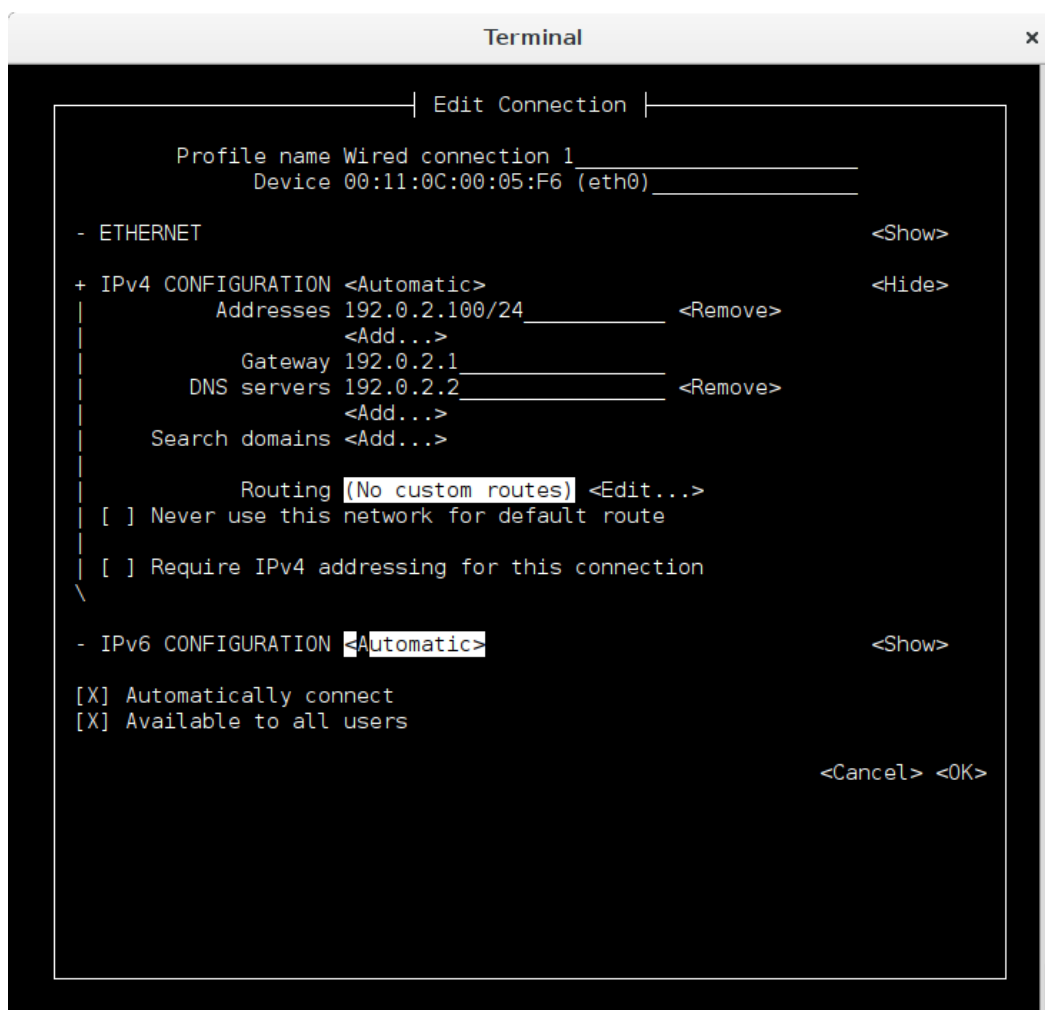 Terminal ×
Edit Connection
Profile name Wired connection 1
Device 00:11:0C:00:05:F6 (eth0)
- ETHERNET <Show>
+ IPv4 CONFIGURATION <Automatic> <Hide>
| Addresses 192.0.2.100/24 <Remove>
| <Add...>
| Gateway 192.0.2.1
| DNS servers 192.0.2.2 <Remove>
| <Add...>
| Search domains <Add...>
|
| Routing (No custom routes) <Edit...>
| [ ] Never use this network for default route
|
| [ ] Require IPv4 addressing for this connection
\
- IPv6 CONFIGURATION <Automatic> <Show>
[X] Automatically connect
[X] Available to all users
<Cancel> <OK>